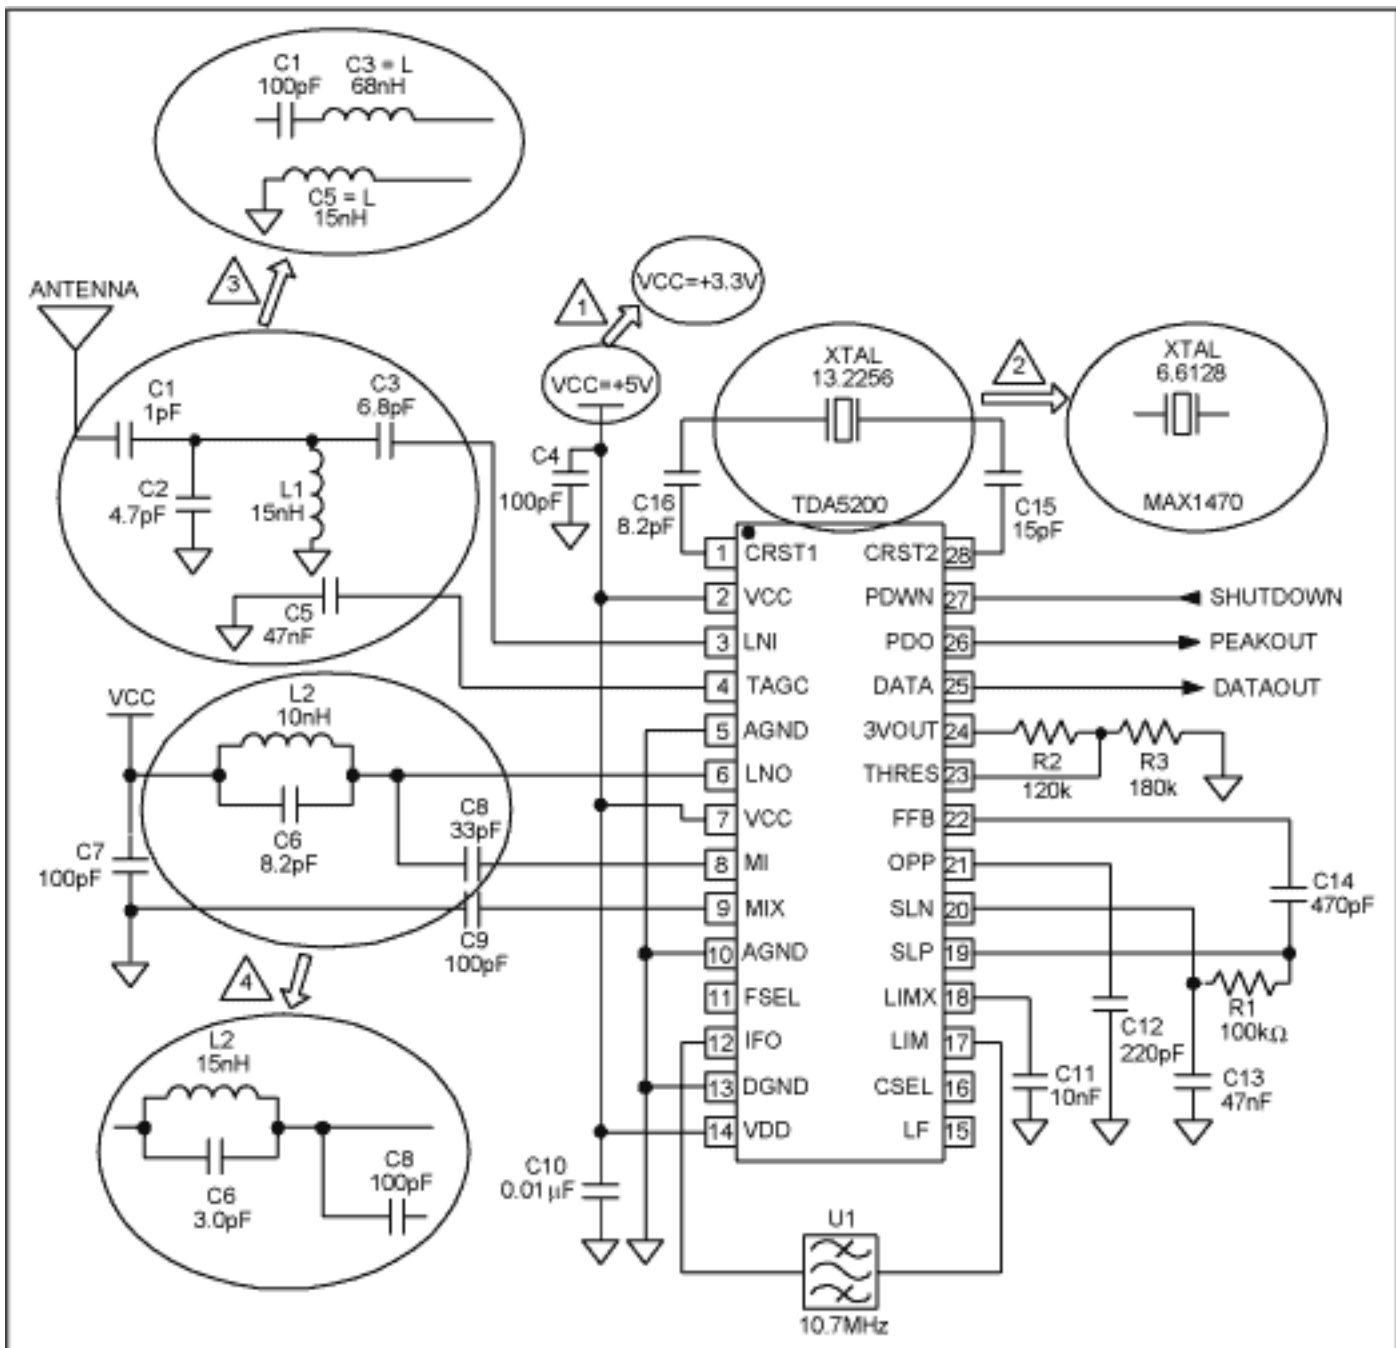 C1
100pF
C3 = L
68nH
C5 = L
15nH
3
ANTENNA
C1
1pF
C3
6.8pF
C2
4.7pF
L1
15nH
C5
47nF
1
VCC=+3.3V
VCC=+5V
C4
100pF
XTAL
13.2256
TDA5200
2
XTAL
6.6128
MAX1470
C16
8.2pF
C15
15pF
1 CRST1
CRST2 28
2 VCC
PDWN 27
SHUTDOWN
3 LNI
PDO 26
PEAKOUT
4 TAGC
DATA 25
DATAOUT
5 AGND
3VOUT 24
6 LNO
THRES 23
R2
120k
R3
180k
7 VCC
FFB 22
8 MI
OPP 21
9 MIX
SLN 20
10 AGND
SLP 19
11 FSEL
LIMX 18
12 IFO
LIM 17
13 DGND
CSEL 16
14 VDD
LF 15
VCC
L2
10nH
C6
8.2pF
C8
33pF
C7
100pF
C9
100pF
4
L2
15nH
C6
3.0pF
C8
100pF
C10
0.01µF
C14
470pF
R1
100kΩ
C12
220pF
C11
10nF
C13
47nF
U1
10.7MHz